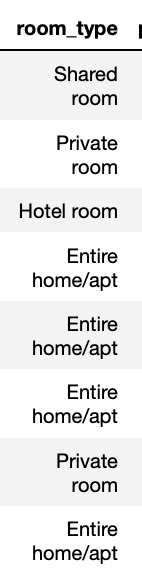 room_type
Shared
room
Private
room
Hotel room
Entire
home/apt
Entire
home/apt
Entire
home/apt
Private
room
Entire
home/apt